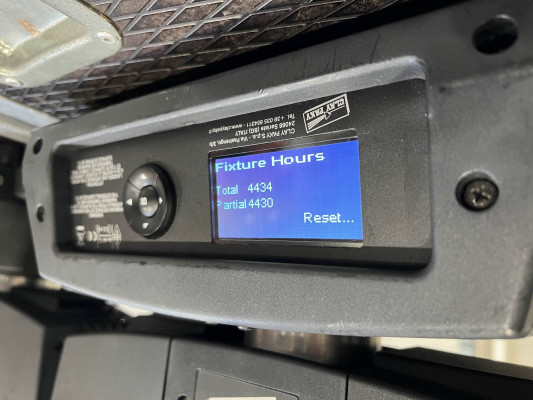 Fixture Hours
Total 4434
Partial 4430
Reset...
CLAY PAKY
CLAY PAKY S.p.A. - Via Pastrengo, 3/b
24068 Seriate (BG) ITALY
Tel. + 39 035 654311 - www.claypaky.it